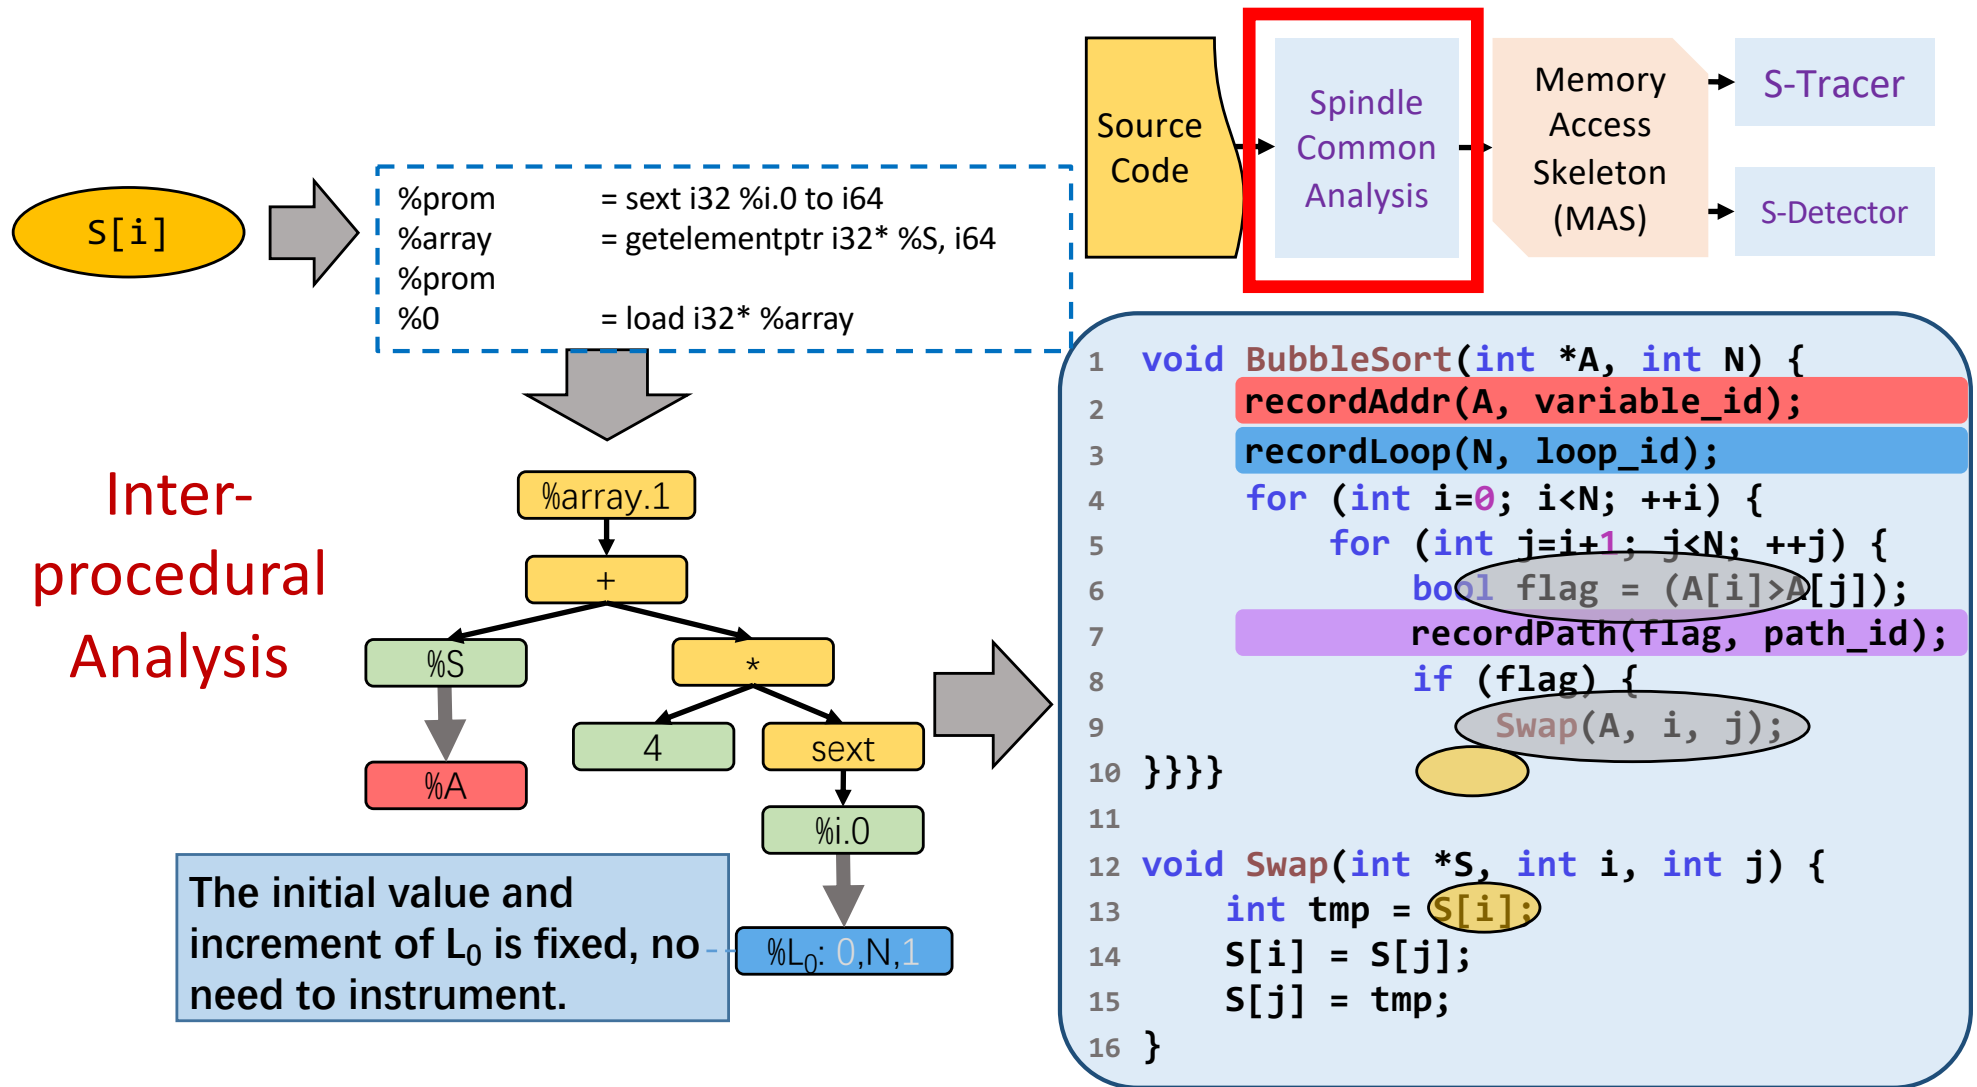 Source
Code
Spindle
Common
Analysis
Memory
Access
Skeleton
(MAS)
S-Tracer
S-Detector
S[i]
%prom = sext i32 %i.0 to i64
%array = getelementptr i32* %S, i64
%prom
%0 = load i32* %array
Inter-
procedural
Analysis
%array.1
+
%S
*
%A
4
sext
%i.0
%L0: 0,N,1
The initial value and
increment of L0 is fixed, no
need to instrument.
1 void BubbleSort(int *A, int N) {
2 recordAddr(A, variable_id);
3 recordLoop(N, loop_id);
4 for (int i=0; i<N; ++i) {
5 for (int j=i+1; j<N; ++j) {
6 bool flag = (A[i]>A[j]);
7 recordPath(flag, path_id);
8 if (flag) {
9 Swap(A, i, j);
10 }}}}
11
12 void Swap(int *S, int i, int j) {
13 int tmp = S[i];
14 S[i] = S[j];
15 S[j] = tmp;
16 }